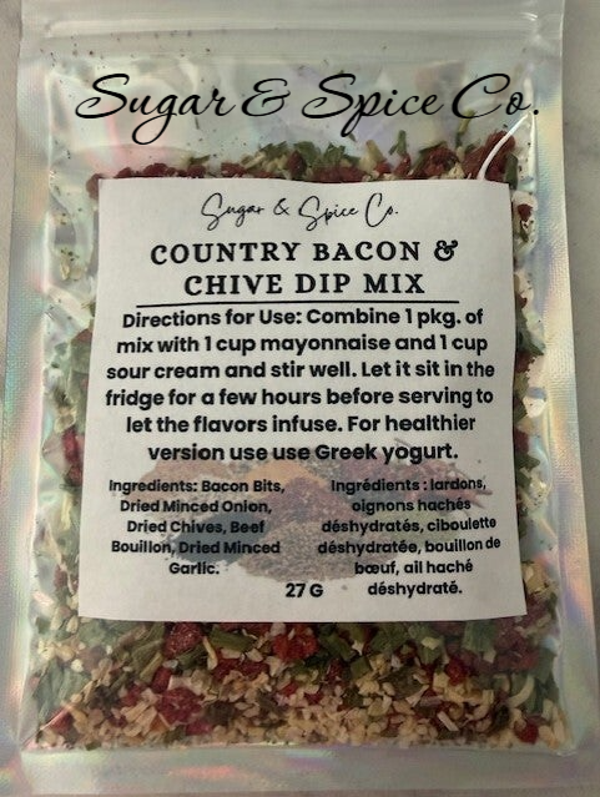 Sugar & Spice Co.
Sugar & Spice Co.
COUNTRY BACON &
CHIVE DIP MIX
Directions for Use: Combine 1 pkg. of
mix with 1 cup mayonnaise and 1 cup
sour cream and stir well. Let it sit in the
fridge for a few hours before serving to
let the flavors infuse. For healthier
version use use Greek yogurt.
Ingredients: Bacon Bits,
Dried Minced Onion,
Dried Chives, Beef
Bouillon, Dried Minced
Garlic.
Ingrédients : lardons,
oignons hachés
déshydratés, ciboulette
déshydratée, bouillon de
bœuf, ail haché
déshydraté.
27 G